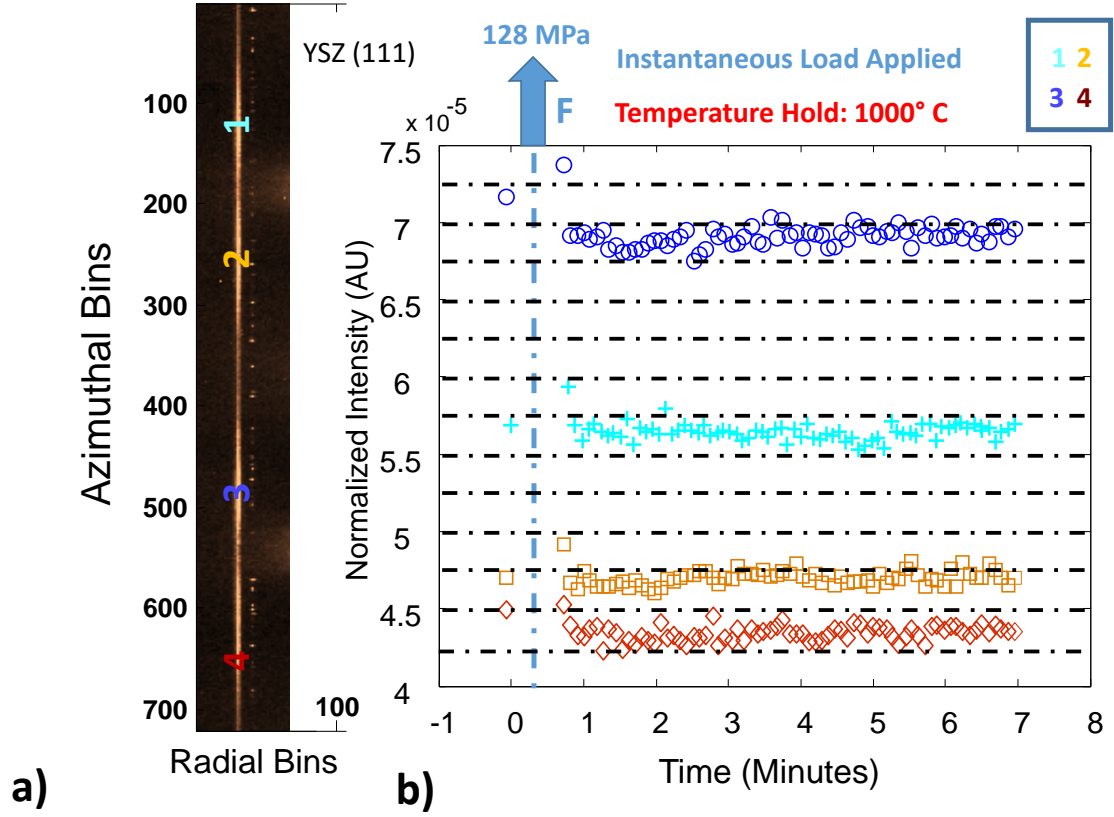 128 MPa
YSZ (111)
Instantaneous Load Applied
F
Temperature Hold: 1000° C
1 2
3 4
x 10⁻⁵
Azimuthal Bins
100
200
300
400
500
600
700
1
2
3
4
100
Radial Bins
a)
Normalized Intensity (AU)
7.5
7
6.5
6
5.5
5
4.5
4
-1 0 1 2 3 4 5 6 7 8
Time (Minutes)
b)